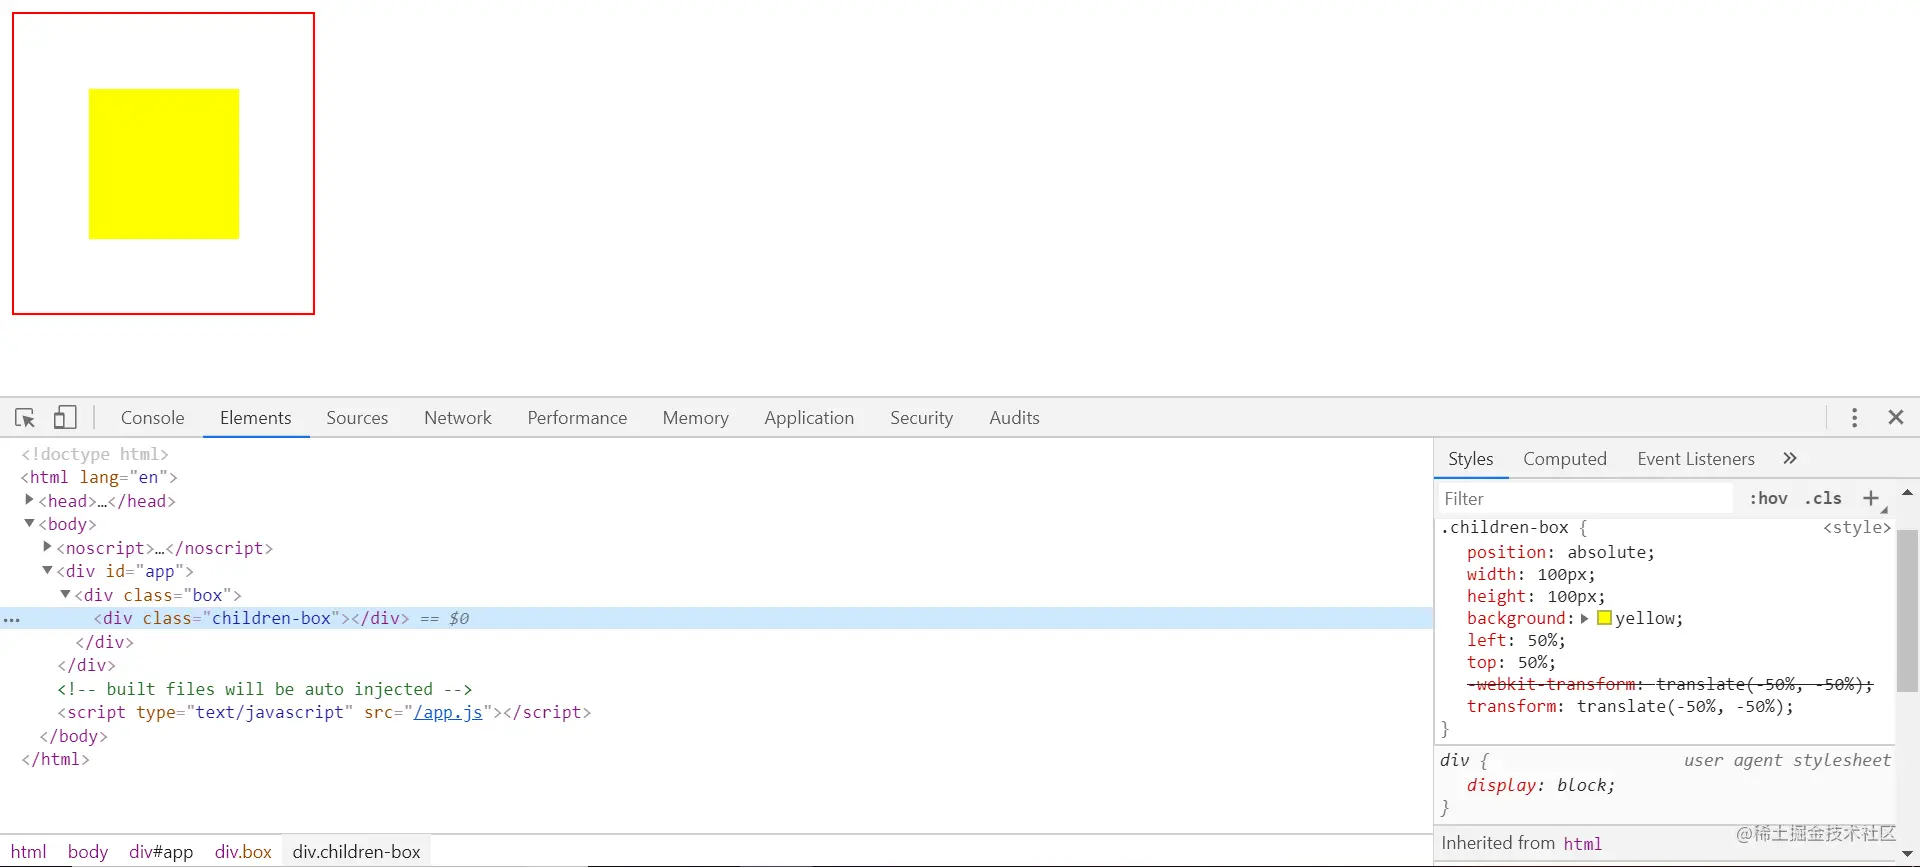 Console Elements Sources Network Performance Memory Application Security Audits
<!doctype html>
<html lang="en">
<head>…</head>
<body>
<noscript>…</noscript>
<div id="app">
<div class="box">
… <div class="children-box"></div> == $0
</div>
</div>
<!-- built files will be auto injected -->
<script type="text/javascript" src="/app.js"></script>
</body>
</html>
html body div#app div.box div.children-box
Styles Computed Event Listeners »
Filter :hov .cls +
.children-box { <style>
position: absolute;
width: 100px;
height: 100px;
background: yellow;
left: 50%;
top: 50%;
-webkit-transform: translate(-50%, -50%);
transform: translate(-50%, -50%);
}
div { user agent stylesheet
display: block;
}
Inherited from html
@稀土掘金技术社区